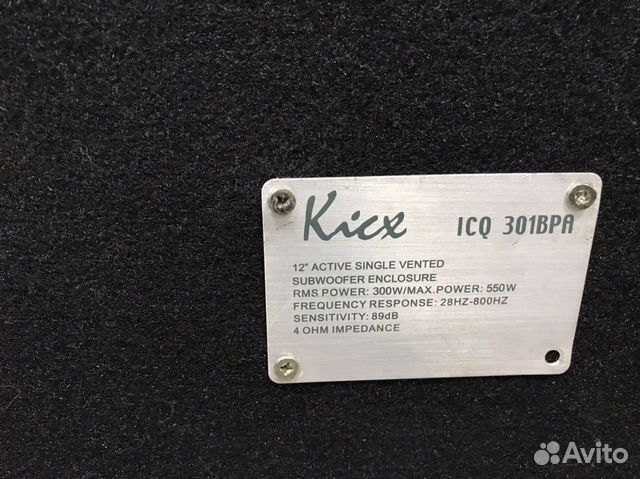 Kicx ICQ 301BPA
12" ACTIVE SINGLE VENTED
SUBWOOFER ENCLOSURE
RMS POWER: 300W/MAX.POWER: 550W
FREQUENCY RESPONSE: 28HZ-800HZ
SENSITIVITY: 89dB
4 OHM IMPEDANCE
Avito